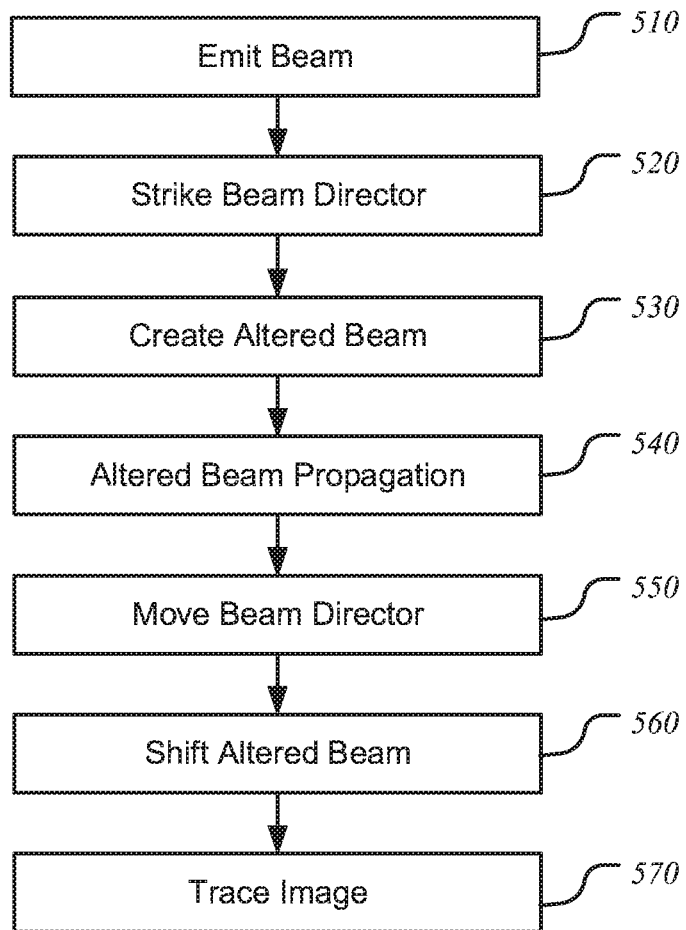 510
Emit Beam
520
Strike Beam Director
530
Create Altered Beam
540
Altered Beam Propagation
550
Move Beam Director
560
Shift Altered Beam
570
Trace Image